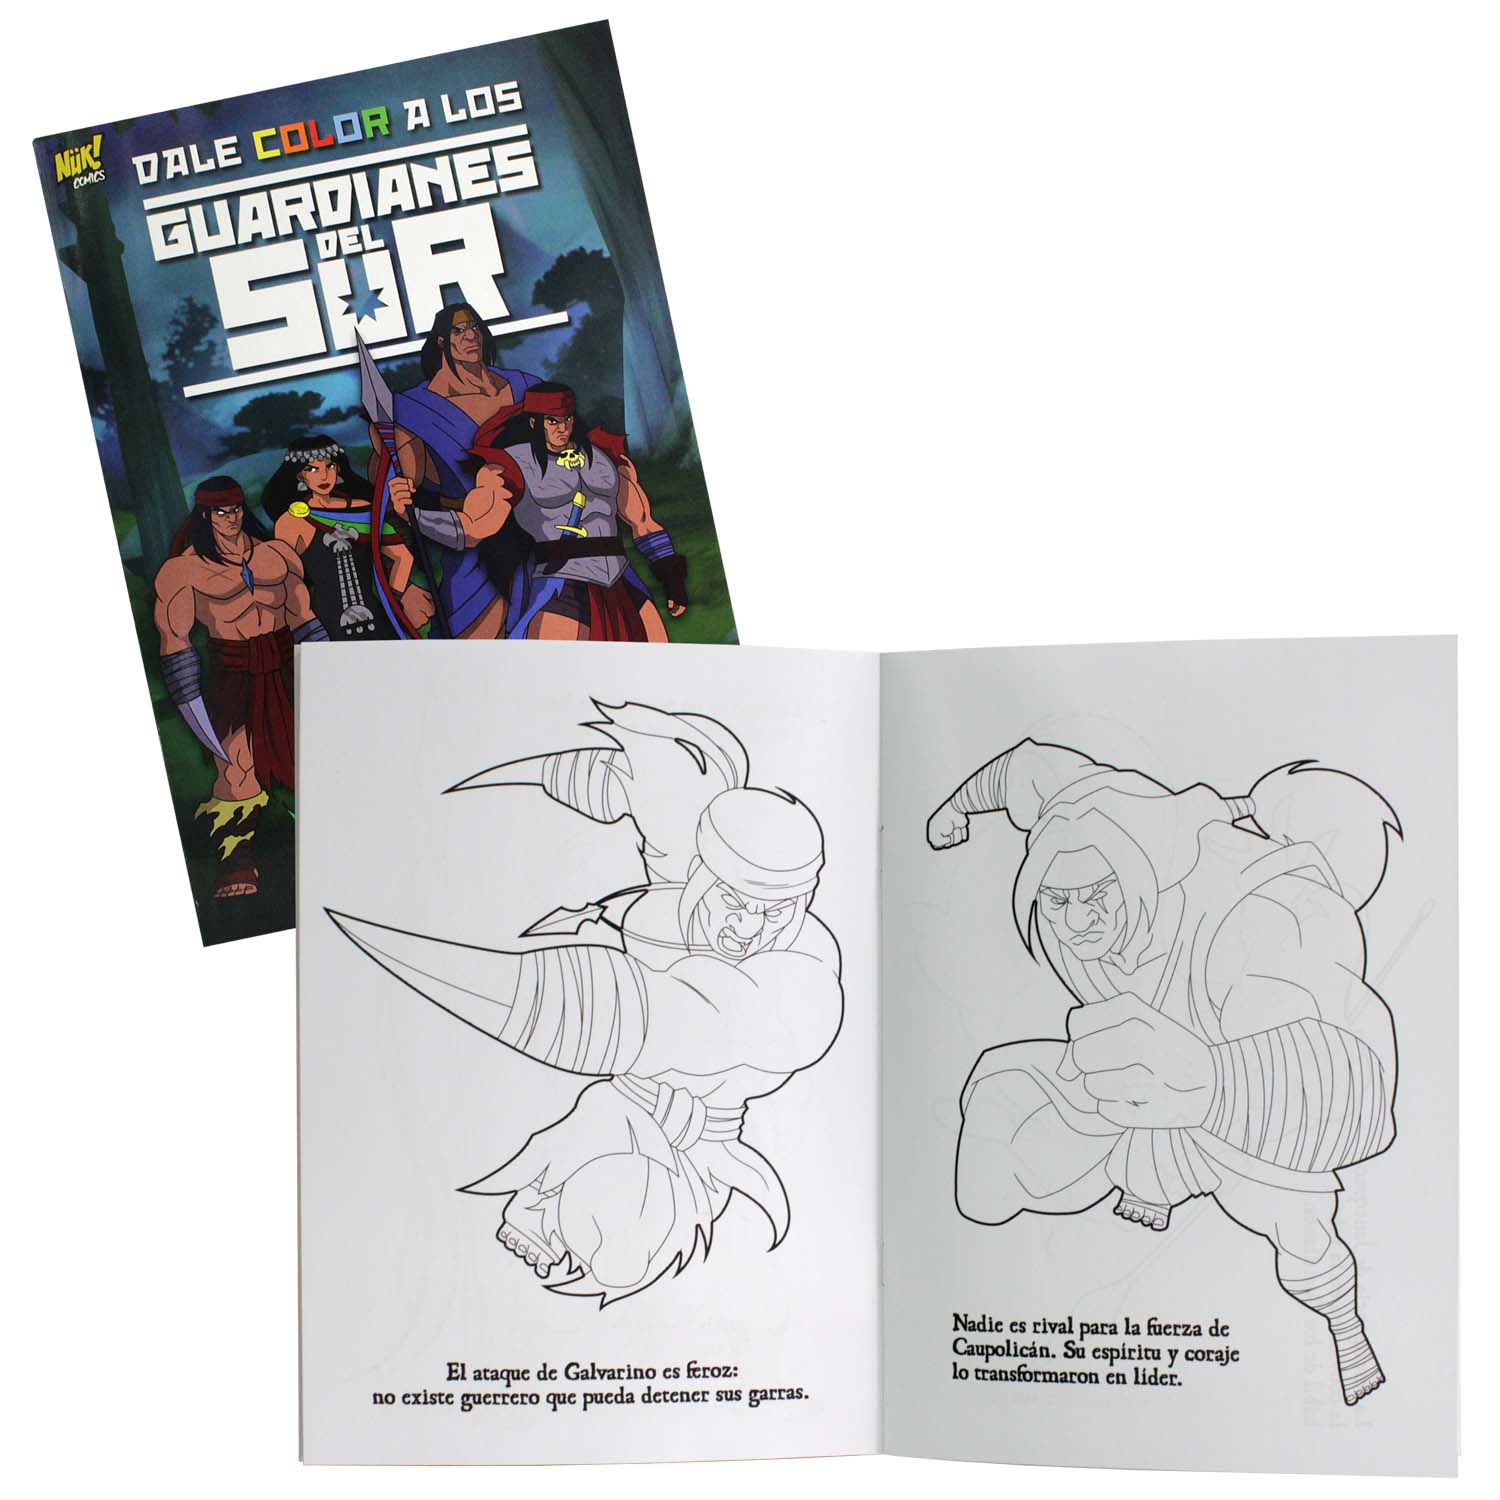 NüK!
COMICS
DALE COLOR A LOS
GUARDIANES
DEL
SUR
El ataque de Galvarino es feroz:
no existe guerrero que pueda detener sus garras.
Nadie es rival para la fuerza de
Caupolicán. Su espíritu y coraje
lo transformaron en líder.